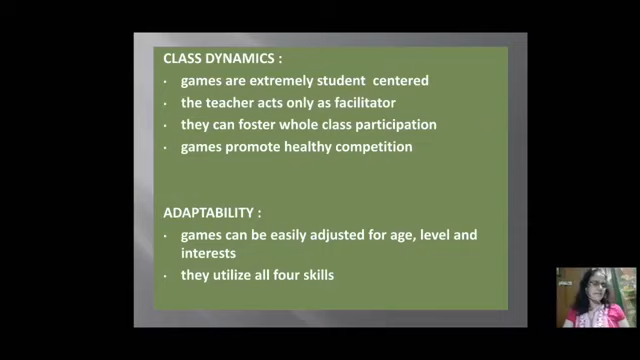 CLASS DYNAMICS :
· games are extremely student centered
· the teacher acts only as facilitator
· they can foster whole class participation
· games promote healthy competition
ADAPTABILITY :
· games can be easily adjusted for age, level and
interests
· they utilize all four skills